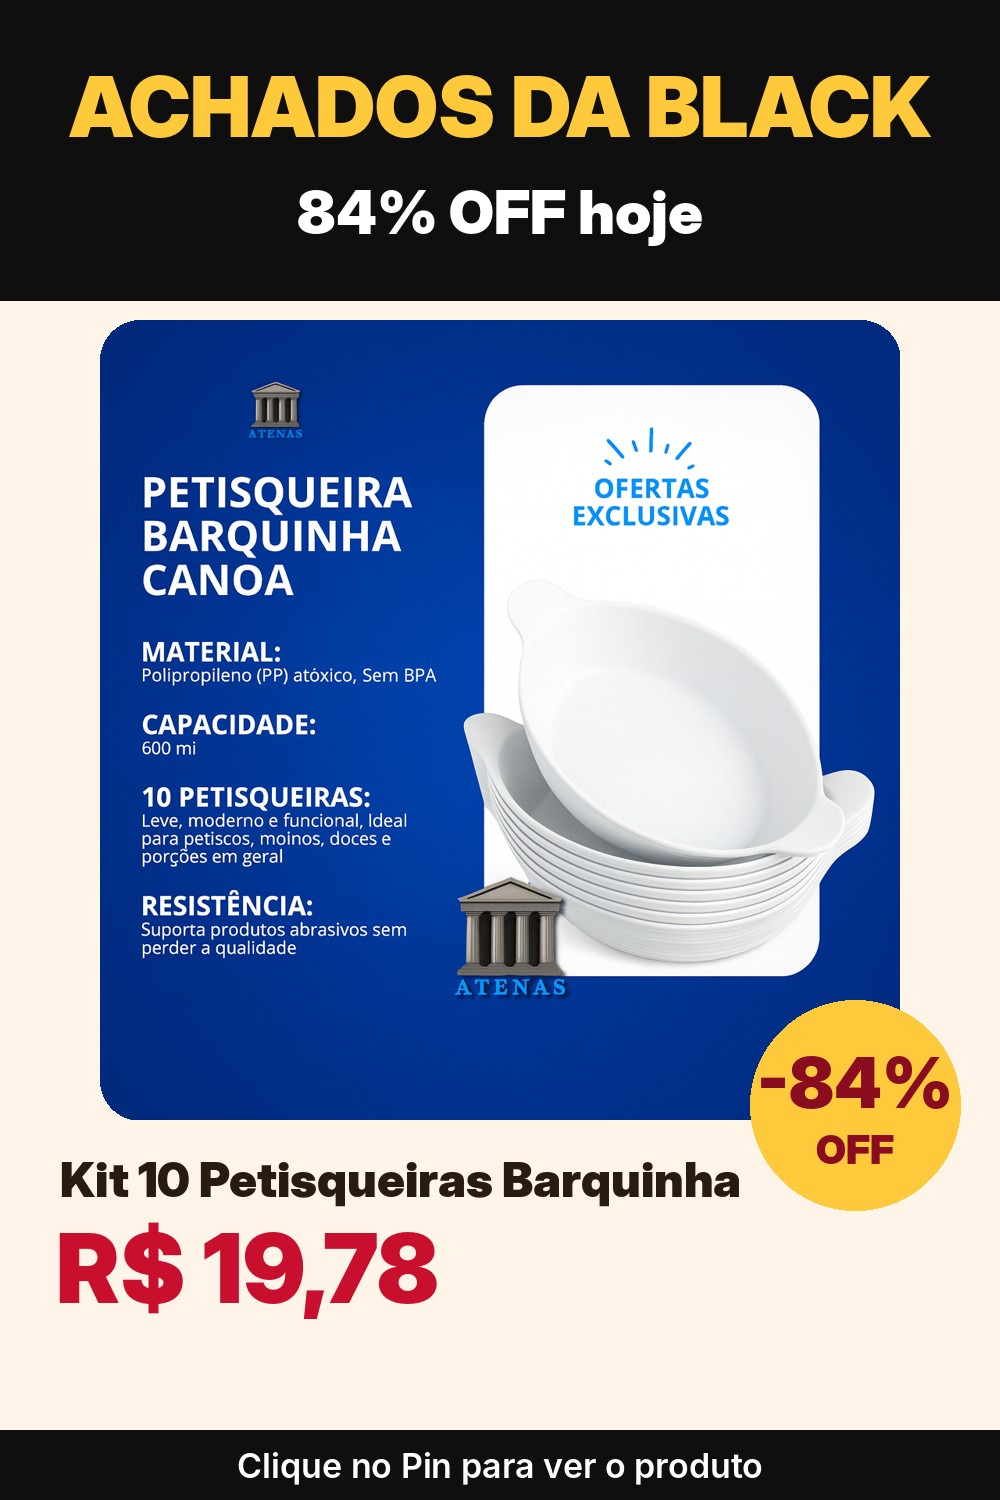 ACHADOS DA BLACK
84% OFF hoje
ATENAS
PETISQUEIRA
BARQUINHA
CANOA
MATERIAL:
Polipropileno (PP) atóxico, Sem BPA
CAPACIDADE:
600 mi
10 PETISQUEIRAS:
Leve, moderno e funcional, Ideal
para petiscos, moinos, doces e
porções em geral
RESISTÊNCIA:
Suporta produtos abrasivos sem
perder a qualidade
OFERTAS
EXCLUSIVAS
ATENAS
-84%
OFF
Kit 10 Petisqueiras Barquinha
R$ 19,78
Clique no Pin para ver o produto